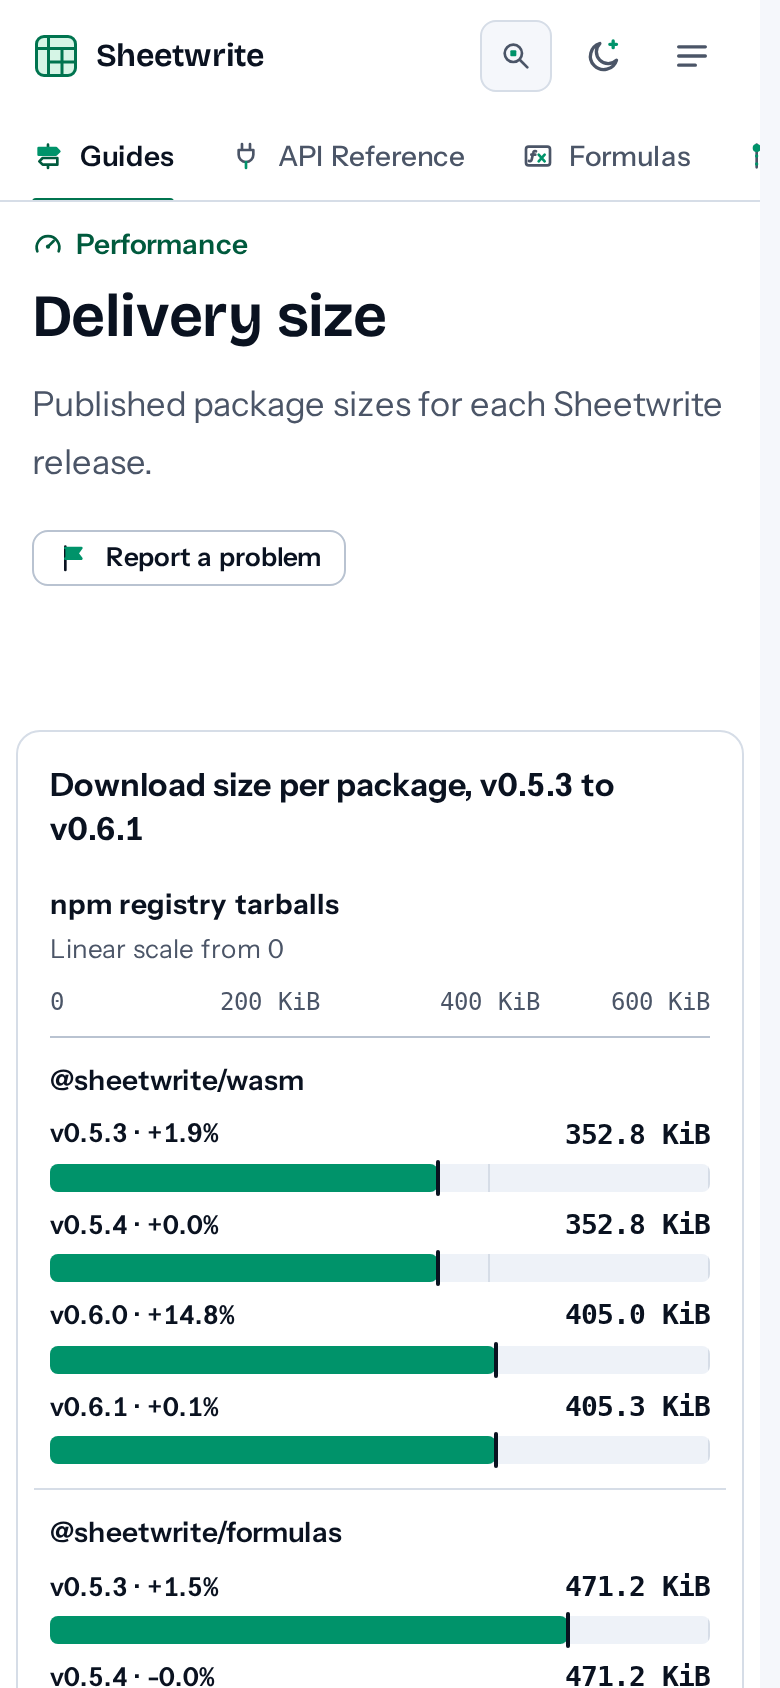 Sheetwrite
Guides
API Reference
Formulas
Performance
Delivery size
Published package sizes for each Sheetwrite
release.
Report a problem
Download size per package, v0.5.3 to
v0.6.1
npm registry tarballs
Linear scale from 0
0 200 KiB 400 KiB 600 KiB
@sheetwrite/wasm
v0.5.3 · +1.9% 352.8 KiB
v0.5.4 · +0.0% 352.8 KiB
v0.6.0 · +14.8% 405.0 KiB
v0.6.1 · +0.1% 405.3 KiB
@sheetwrite/formulas
v0.5.3 · +1.5% 471.2 KiB
v0.5.4 · -0.0% 471.2 KiB